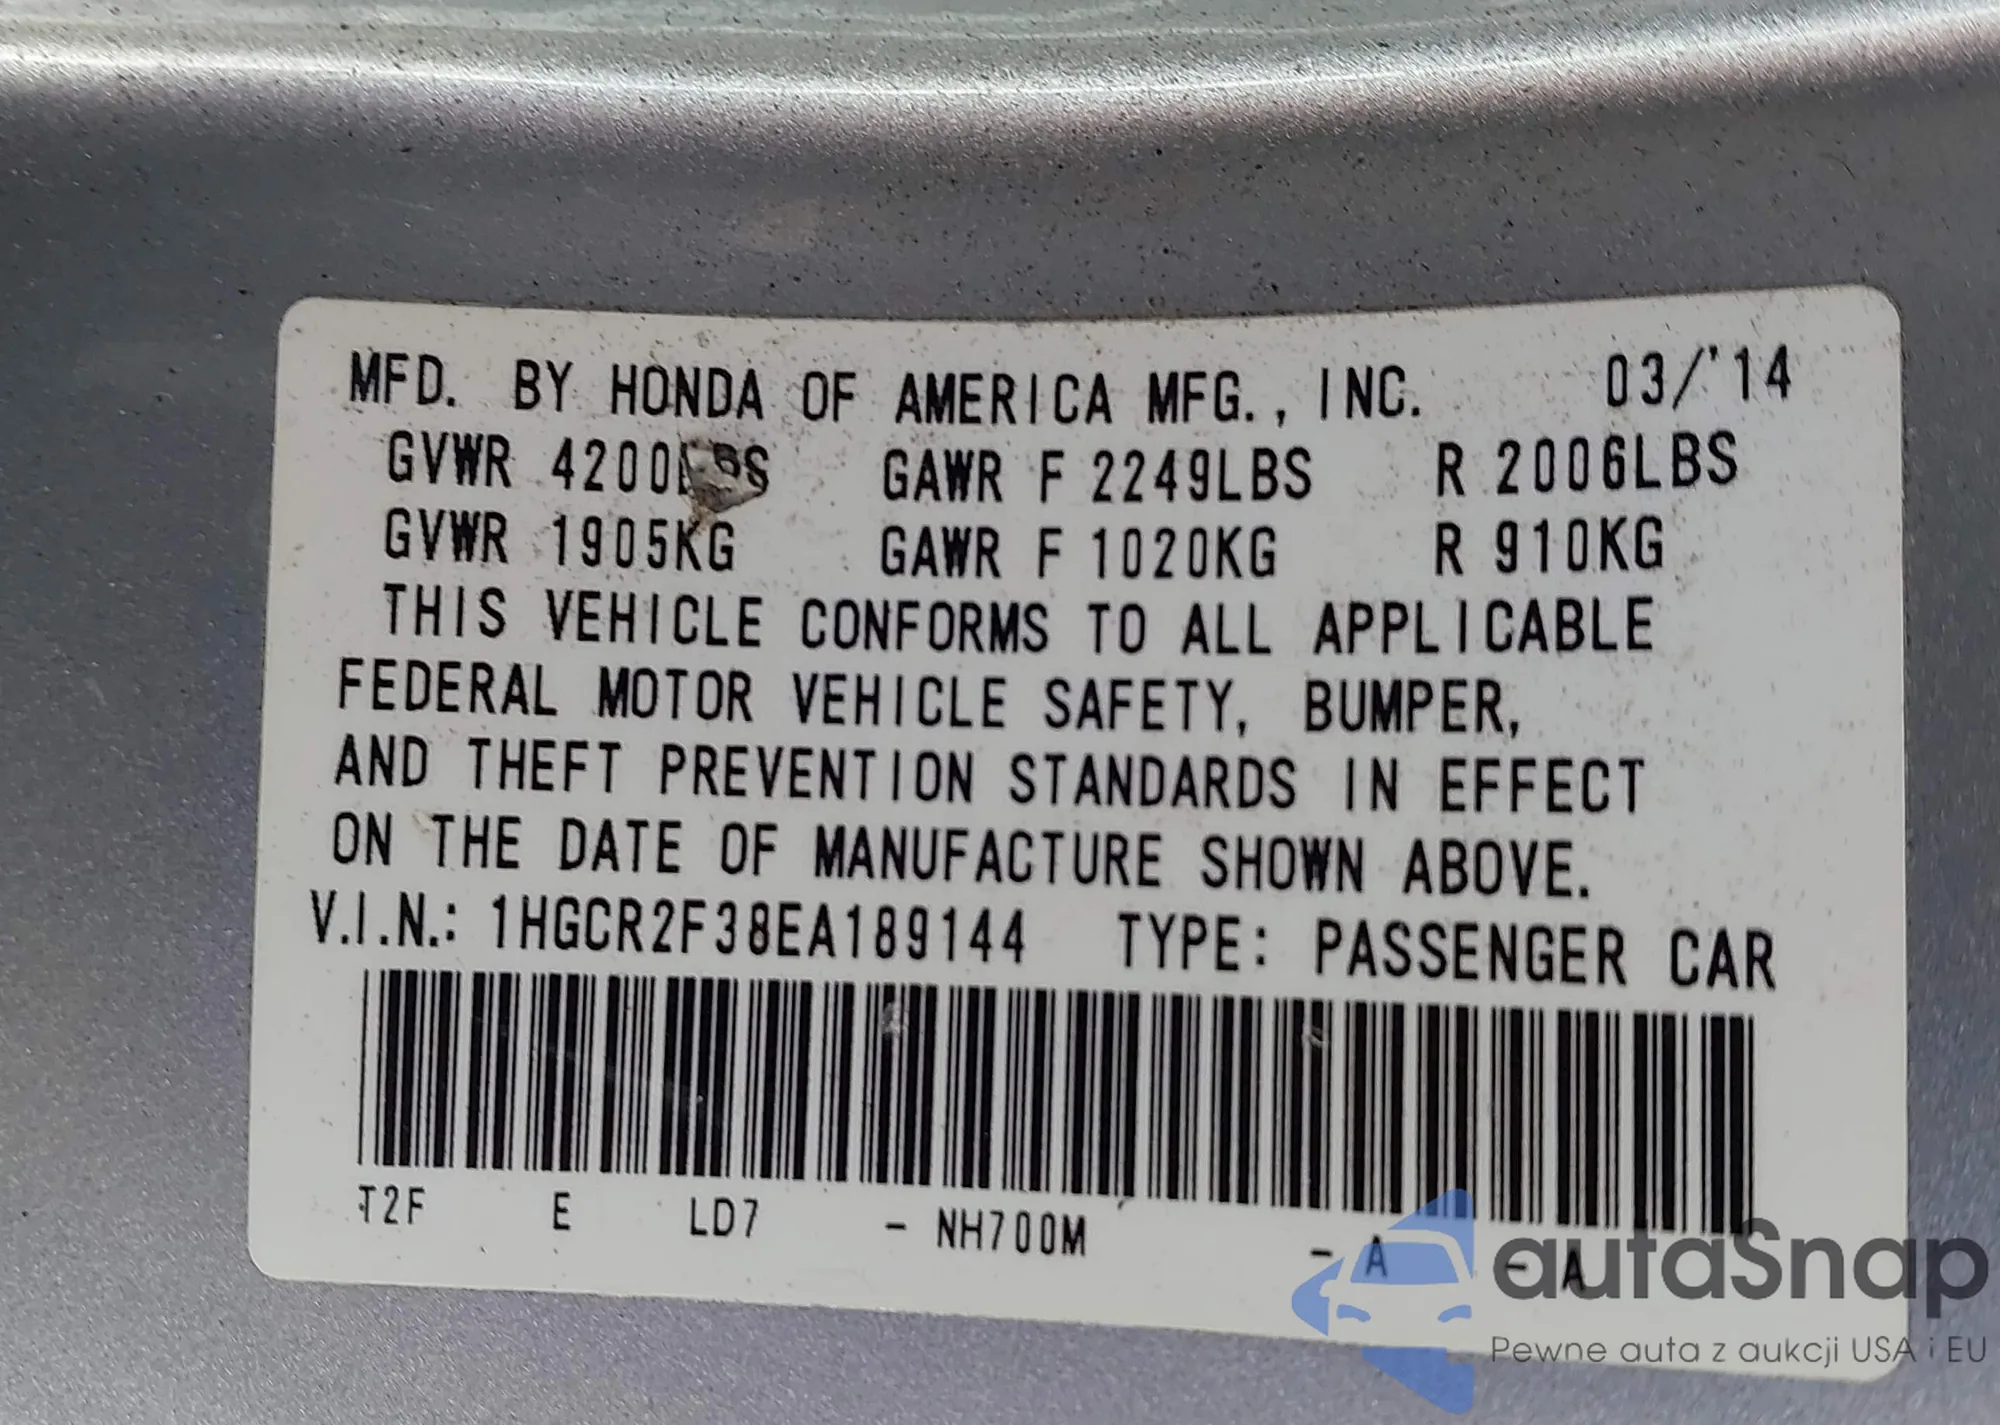 MFD. BY HONDA OF AMERICA MFG., INC. 03/'14
GVWR 4200LBS GAWR F 2249LBS R 2006LBS
GVWR 1905KG GAWR F 1020KG R 910KG
THIS VEHICLE CONFORMS TO ALL APPLICABLE
FEDERAL MOTOR VEHICLE SAFETY, BUMPER,
AND THEFT PREVENTION STANDARDS IN EFFECT
ON THE DATE OF MANUFACTURE SHOWN ABOVE.
V.I.N.: 1HGCR2F38EA189144 TYPE: PASSENGER CAR
T2F E LD7 - NH700M - A - A
autaSnap
Pewne auta z aukcji USA i EU